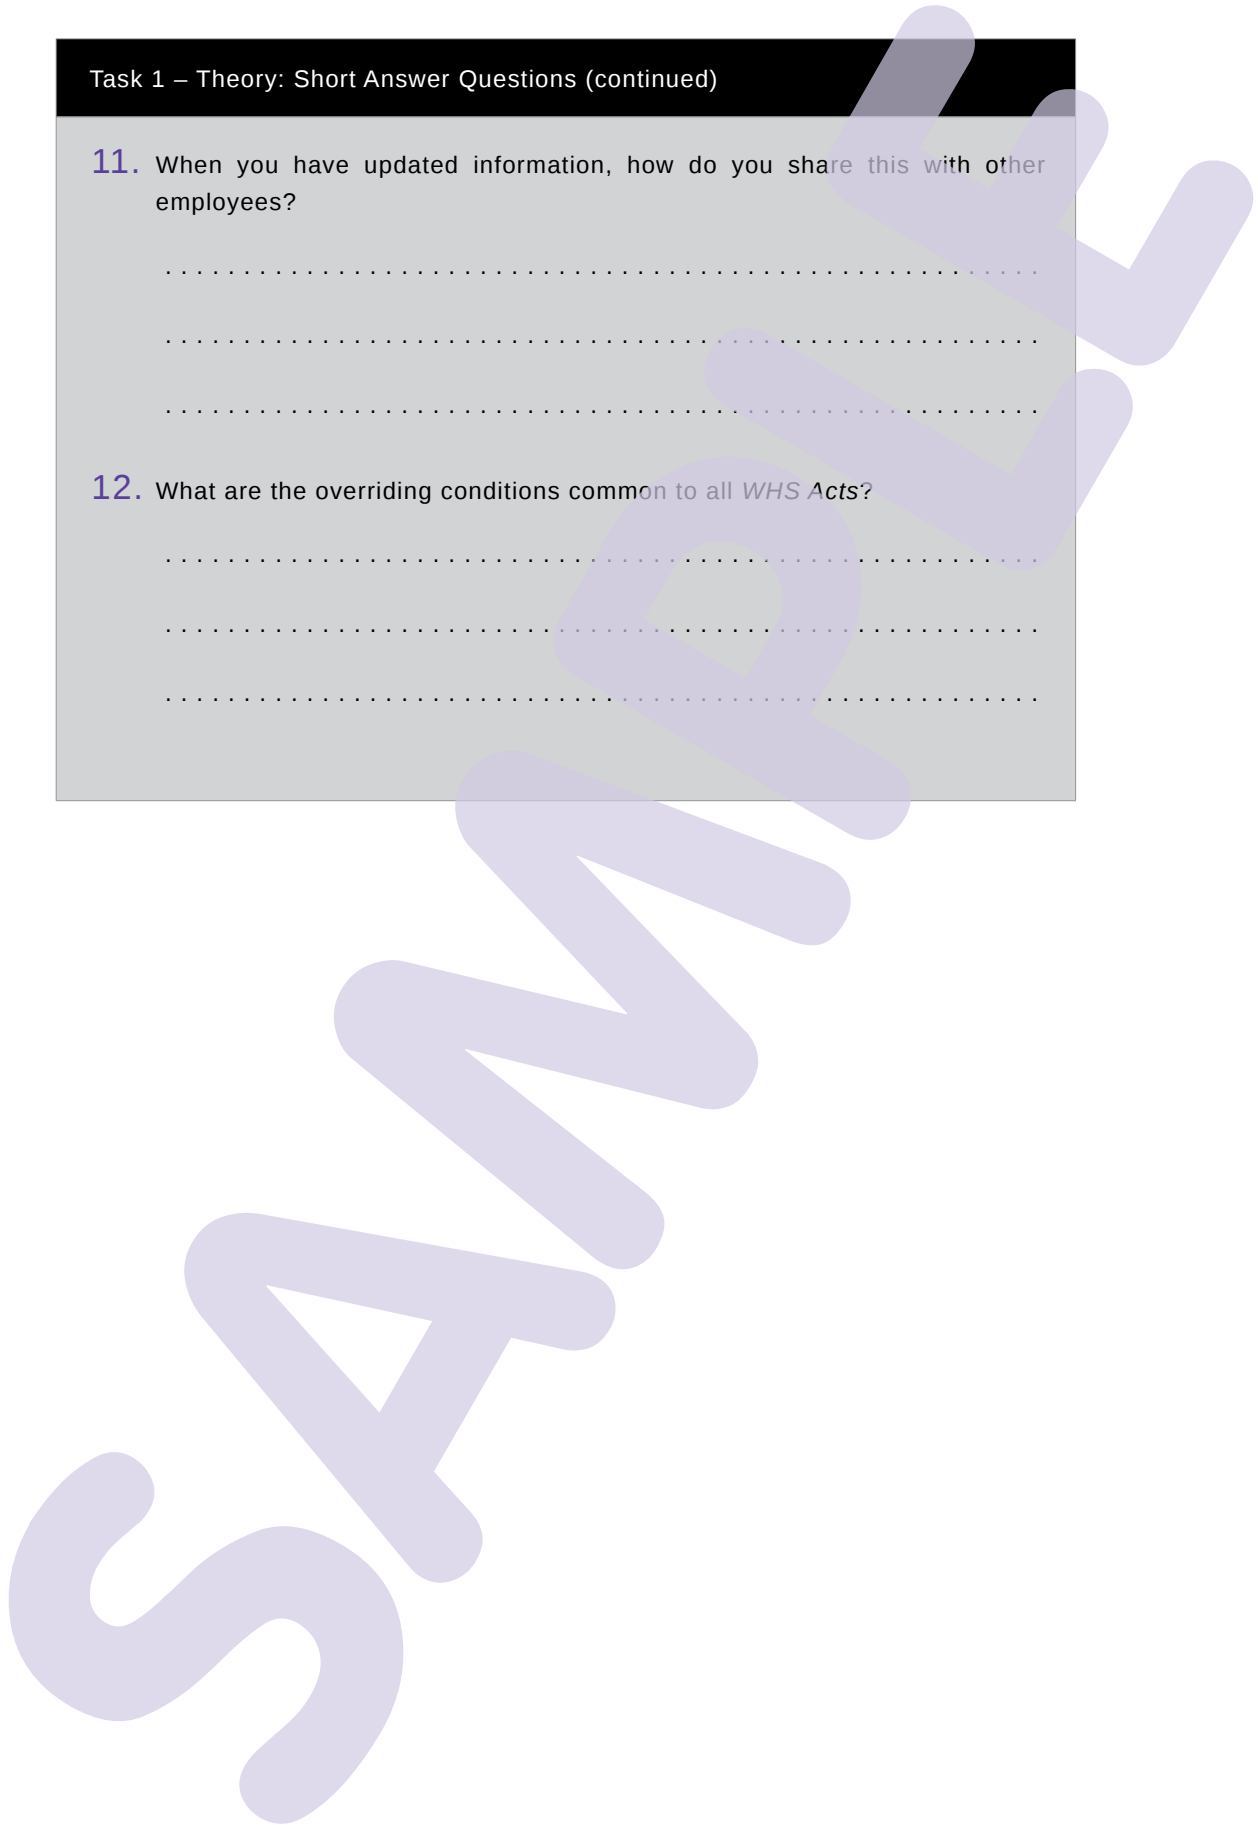 Task 1 – Theory: Short Answer Questions (continued)
11. When you have updated information, how do you share this with other
employees?
. . . . . . . . . . . . . . . . . . . . . . . . . . . . . . . . . . . . . . . . . . . . . . . . . . . . . . . .
. . . . . . . . . . . . . . . . . . . . . . . . . . . . . . . . . . . . . . . . . . . . . . . . . . . . . . . .
. . . . . . . . . . . . . . . . . . . . . . . . . . . . . . . . . . . . . . . . . . . . . . . . . . . . . . . .
12. What are the overriding conditions common to all WHS Acts?
. . . . . . . . . . . . . . . . . . . . . . . . . . . . . . . . . . . . . . . . . . . . . . . . . . . . . . . .
. . . . . . . . . . . . . . . . . . . . . . . . . . . . . . . . . . . . . . . . . . . . . . . . . . . . . . . .
. . . . . . . . . . . . . . . . . . . . . . . . . . . . . . . . . . . . . . . . . . . . . . . . . . . . . . . .
SAMPLE